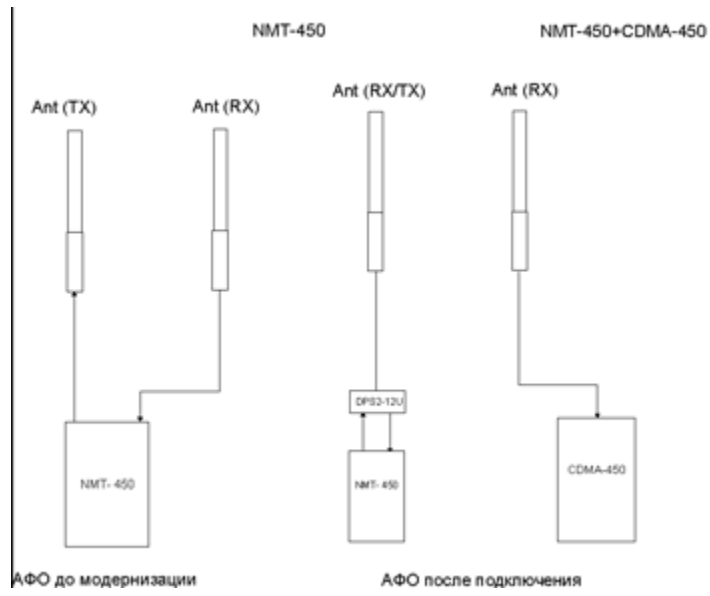 NMT-450
NMT-450+CDMA-450
Ant (TX)
Ant (RX)
Ant (RX/TX)
Ant (RX)
DPS2-12U
NMT- 450
NMT- 450
CDMA-450
АФО до модернизации
АФО после подключения